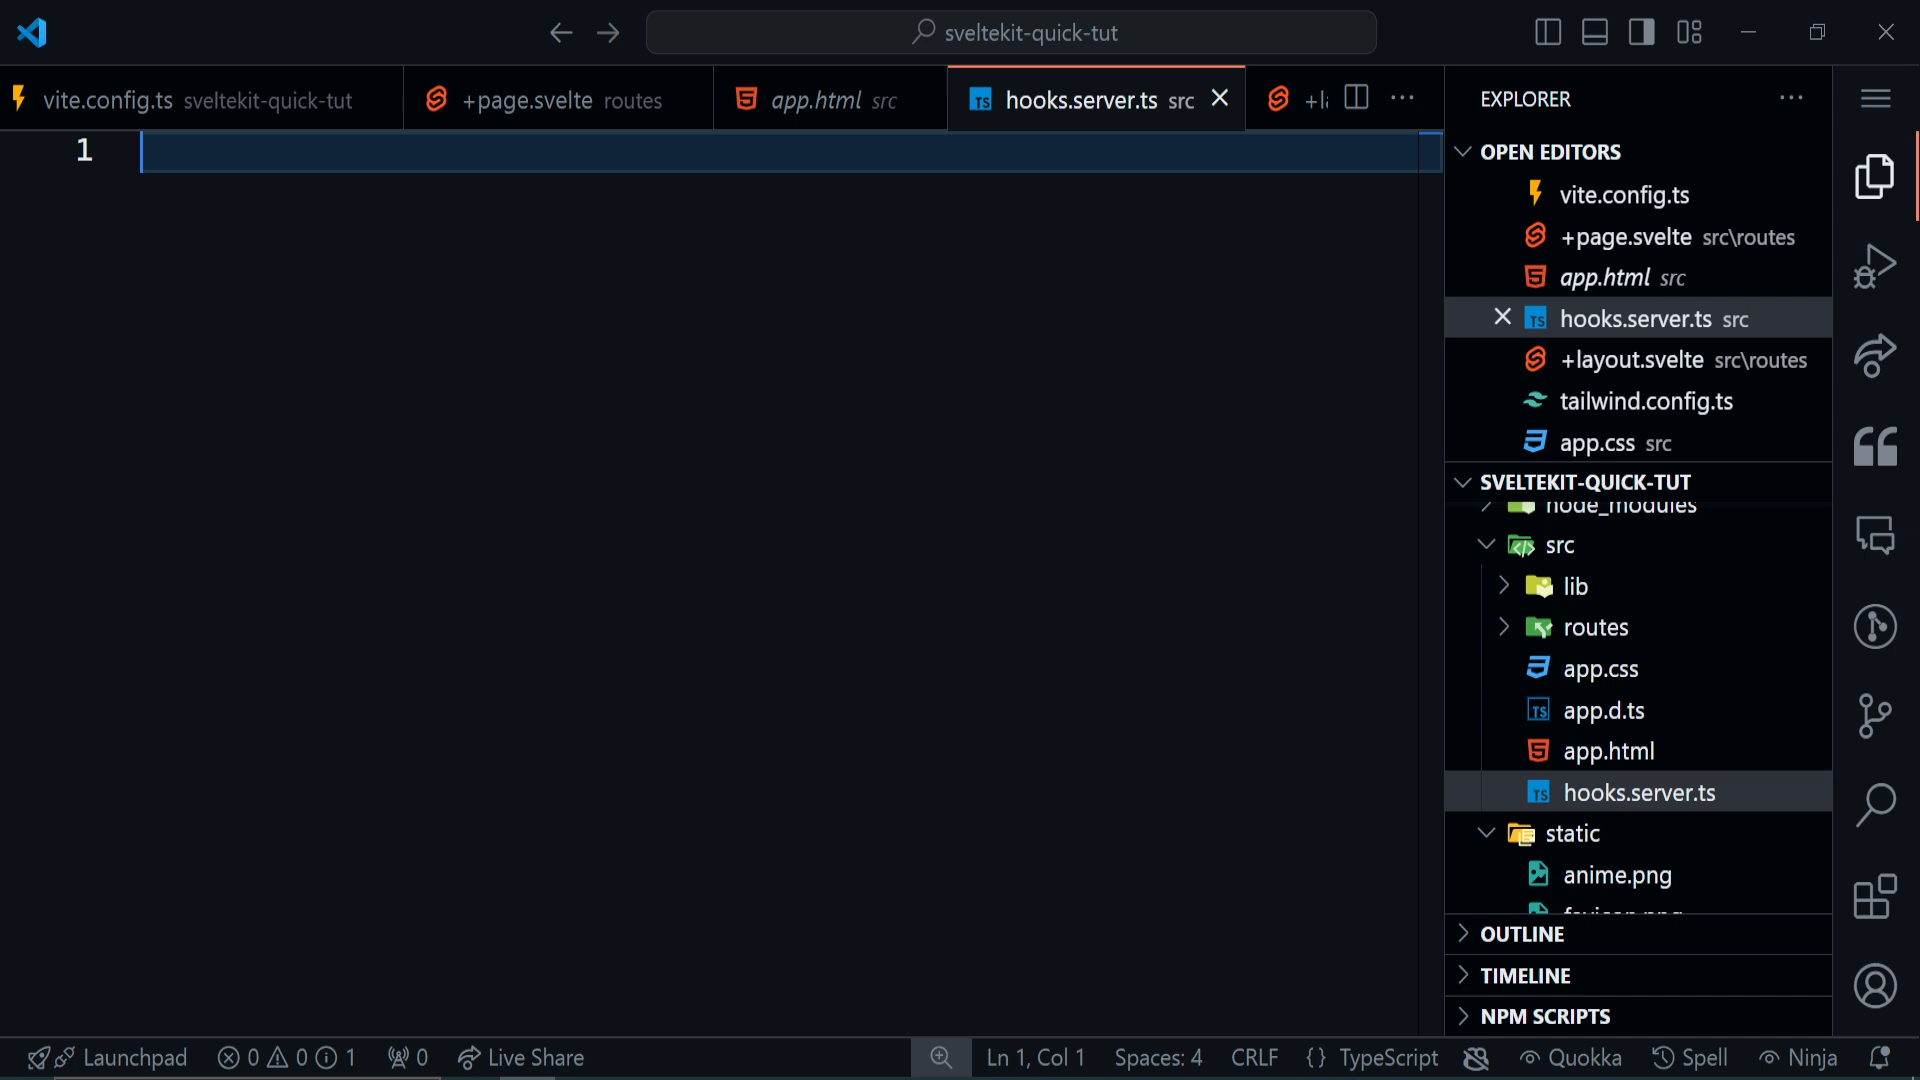 sveltekit-quick-tut
vite.config.ts sveltekit-quick-tut
+page.svelte routes
app.html src
hooks.server.ts src
1
EXPLORER
OPEN EDITORS
vite.config.ts
+page.svelte src\routes
app.html src
hooks.server.ts src
+layout.svelte src\routes
tailwind.config.ts
app.css src
SVELTEKIT-QUICK-TUT
node_modules
src
lib
routes
app.css
app.d.ts
app.html
hooks.server.ts
static
anime.png
OUTLINE
TIMELINE
NPM SCRIPTS
Launchpad 0 0 1 0 Live Share Ln 1, Col 1 Spaces: 4 CRLF {} TypeScript Quokka Spell Ninja